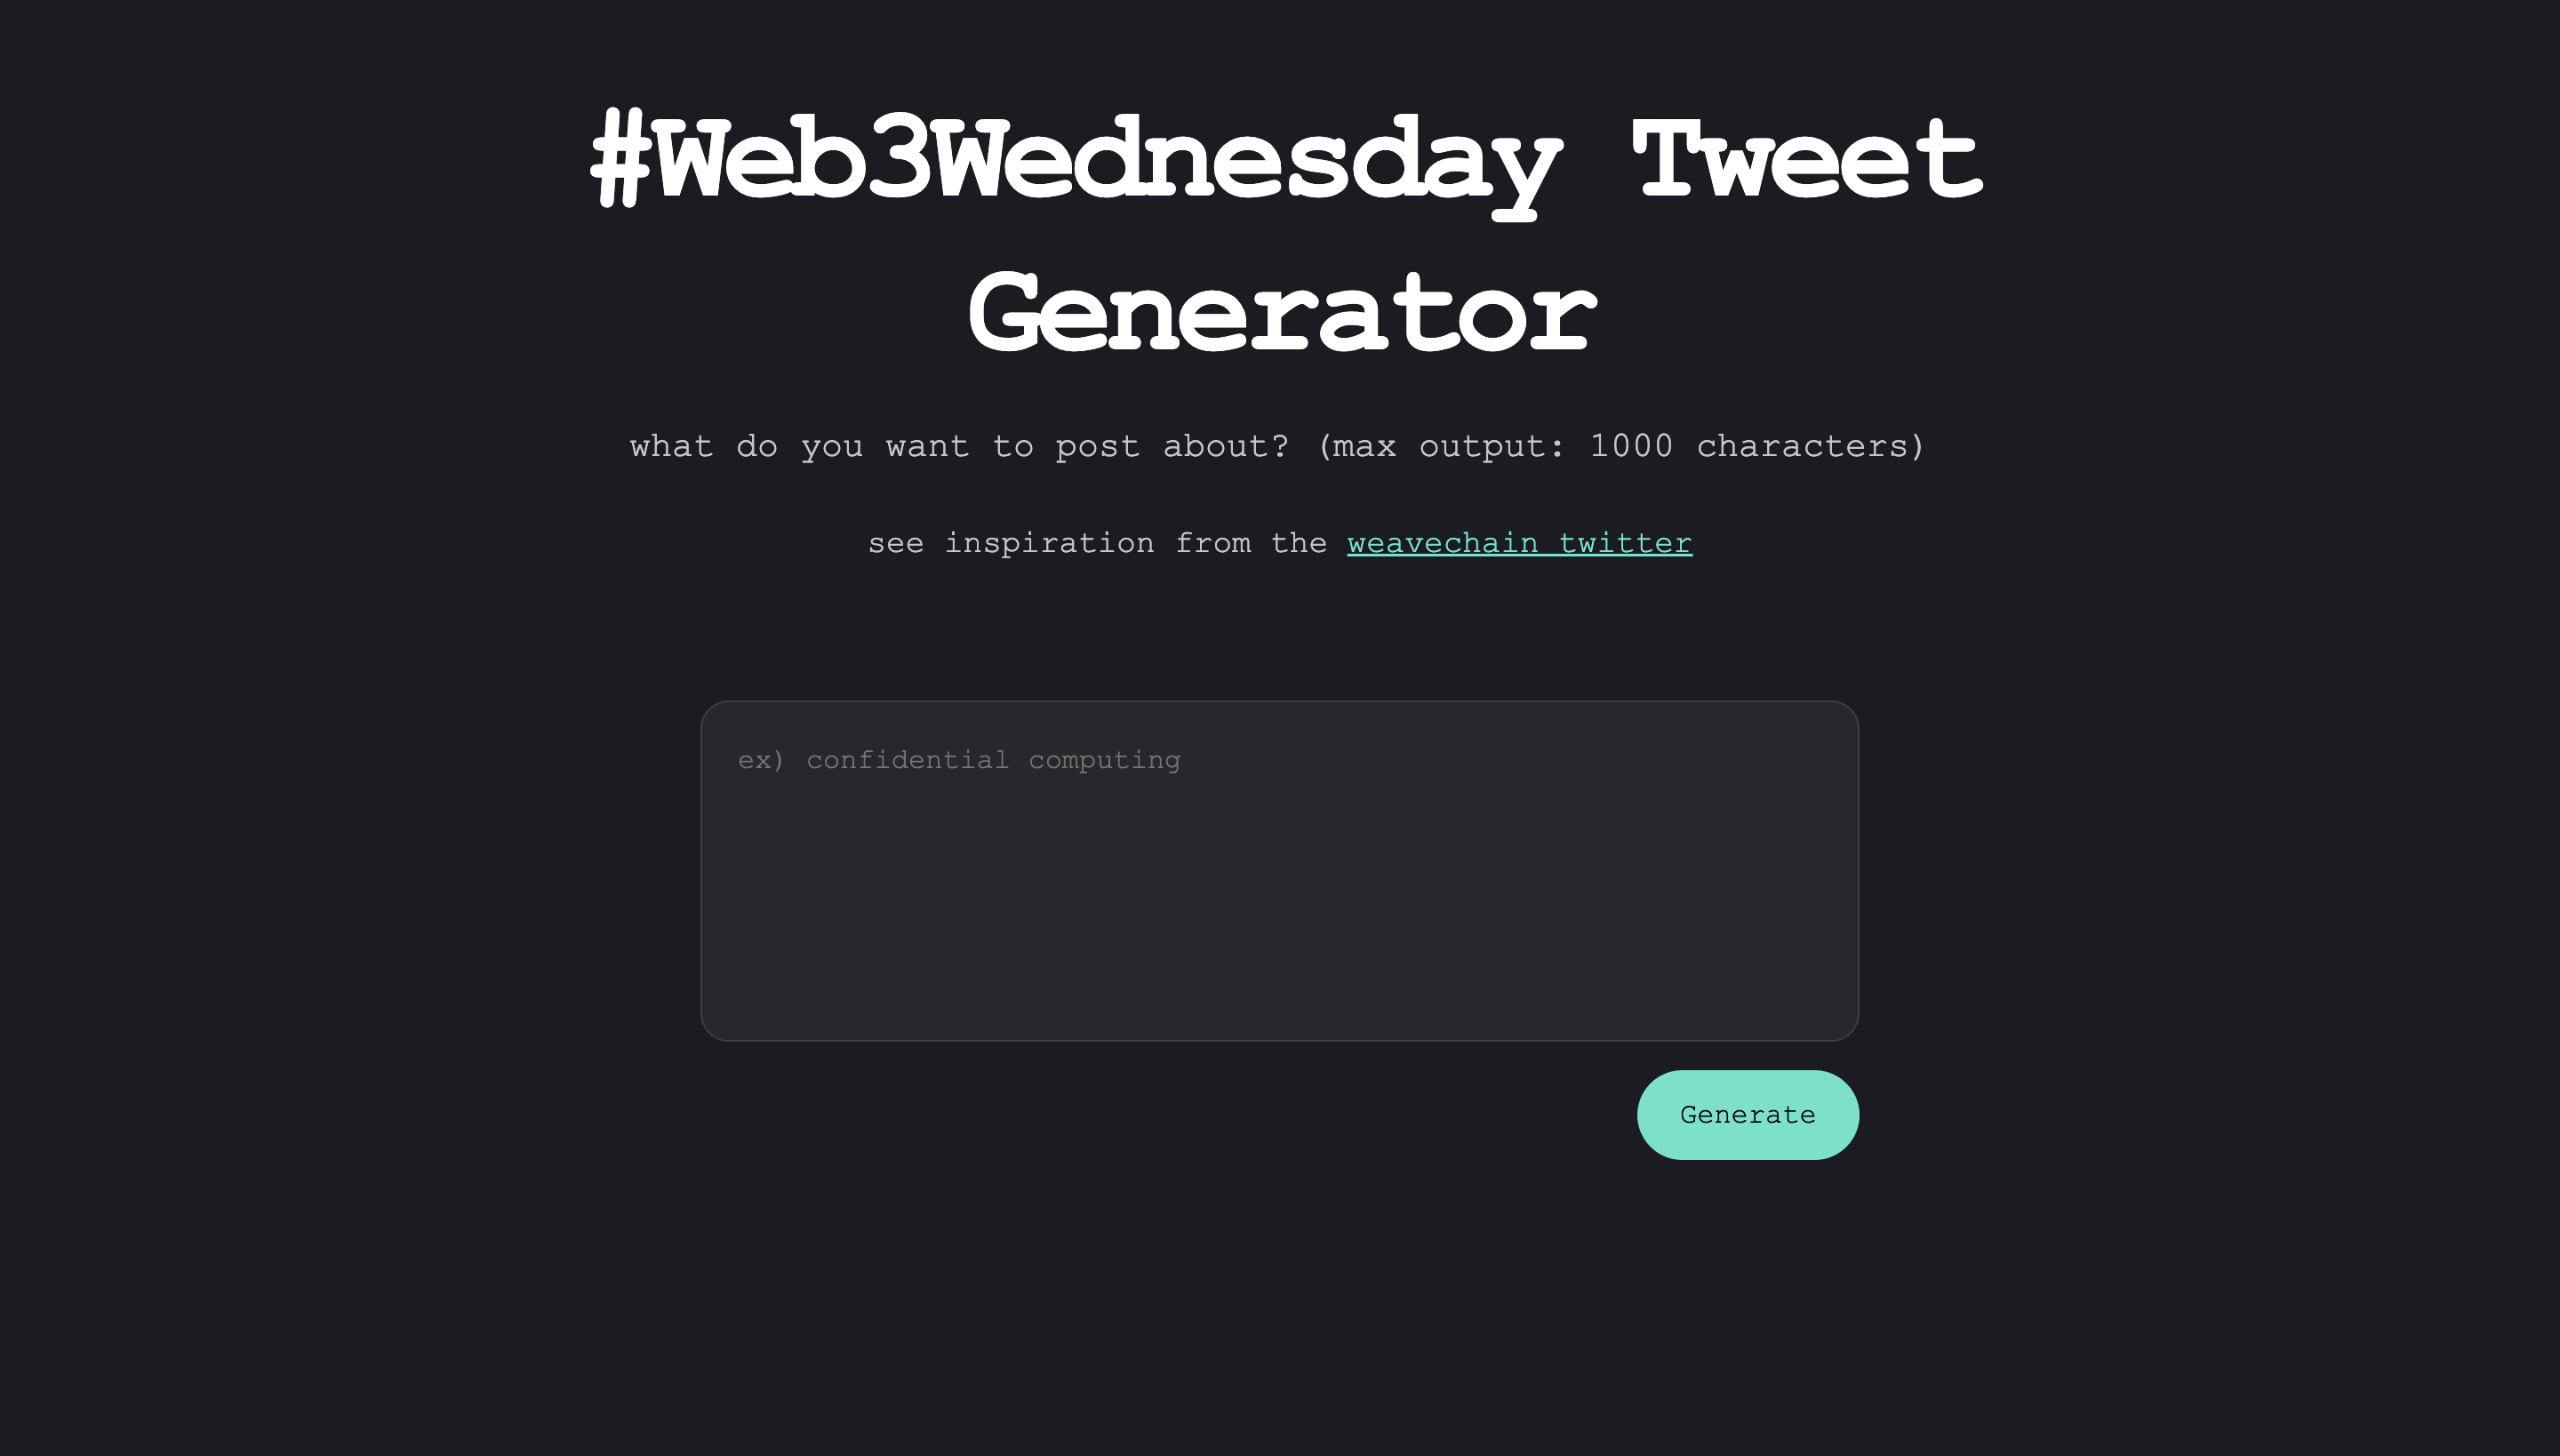 #Web3Wednesday Tweet
Generator
what do you want to post about? (max output: 1000 characters)
see inspiration from the weavechain twitter
ex) confidential computing
Generate